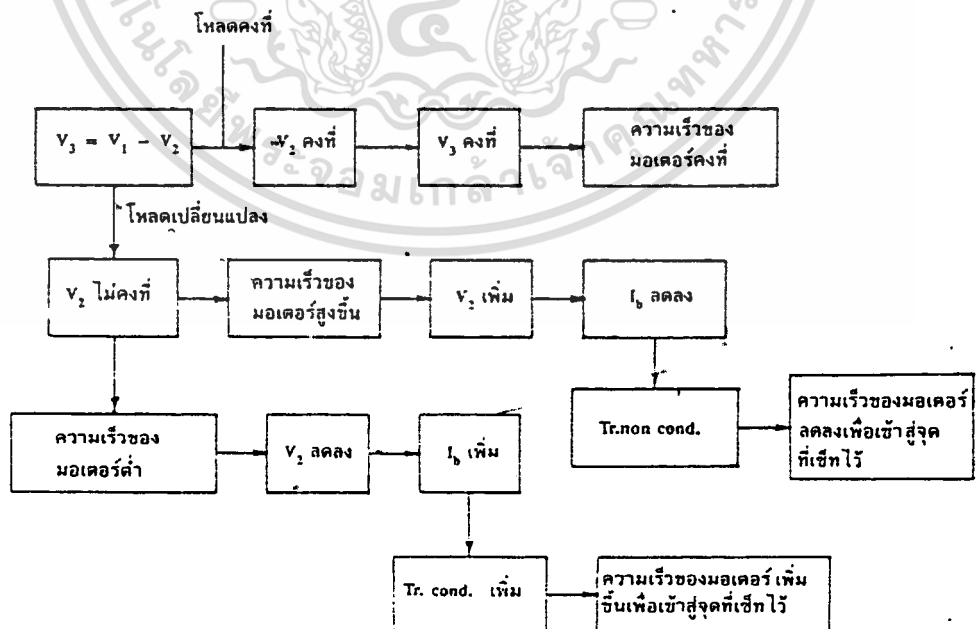 โหลดคงที่
V3 = V1 - V2
-V2 คงที่
V3 คงที่
ความเร็วของ
มอเตอร์คงที่
โหลดเปลี่ยนแปลง
V2 ไม่คงที่
ความเร็วของ
มอเตอร์สูงขึ้น
V2 เพิ่ม
Ib ลดลง
Tr.non cond.
ความเร็วของมอเตอร์
ลดลงเพื่อเข้าสู่จุด
ที่เซ็ทไว้
ความเร็วของ
มอเตอร์ต่ำ
V2 ลดลง
Ib เพิ่ม
Tr. cond. เพิ่ม
ความเร็วของมอเตอร์ เพิ่ม
ขึ้นเพื่อเข้าสู่จุดที่เซ็ทไว้